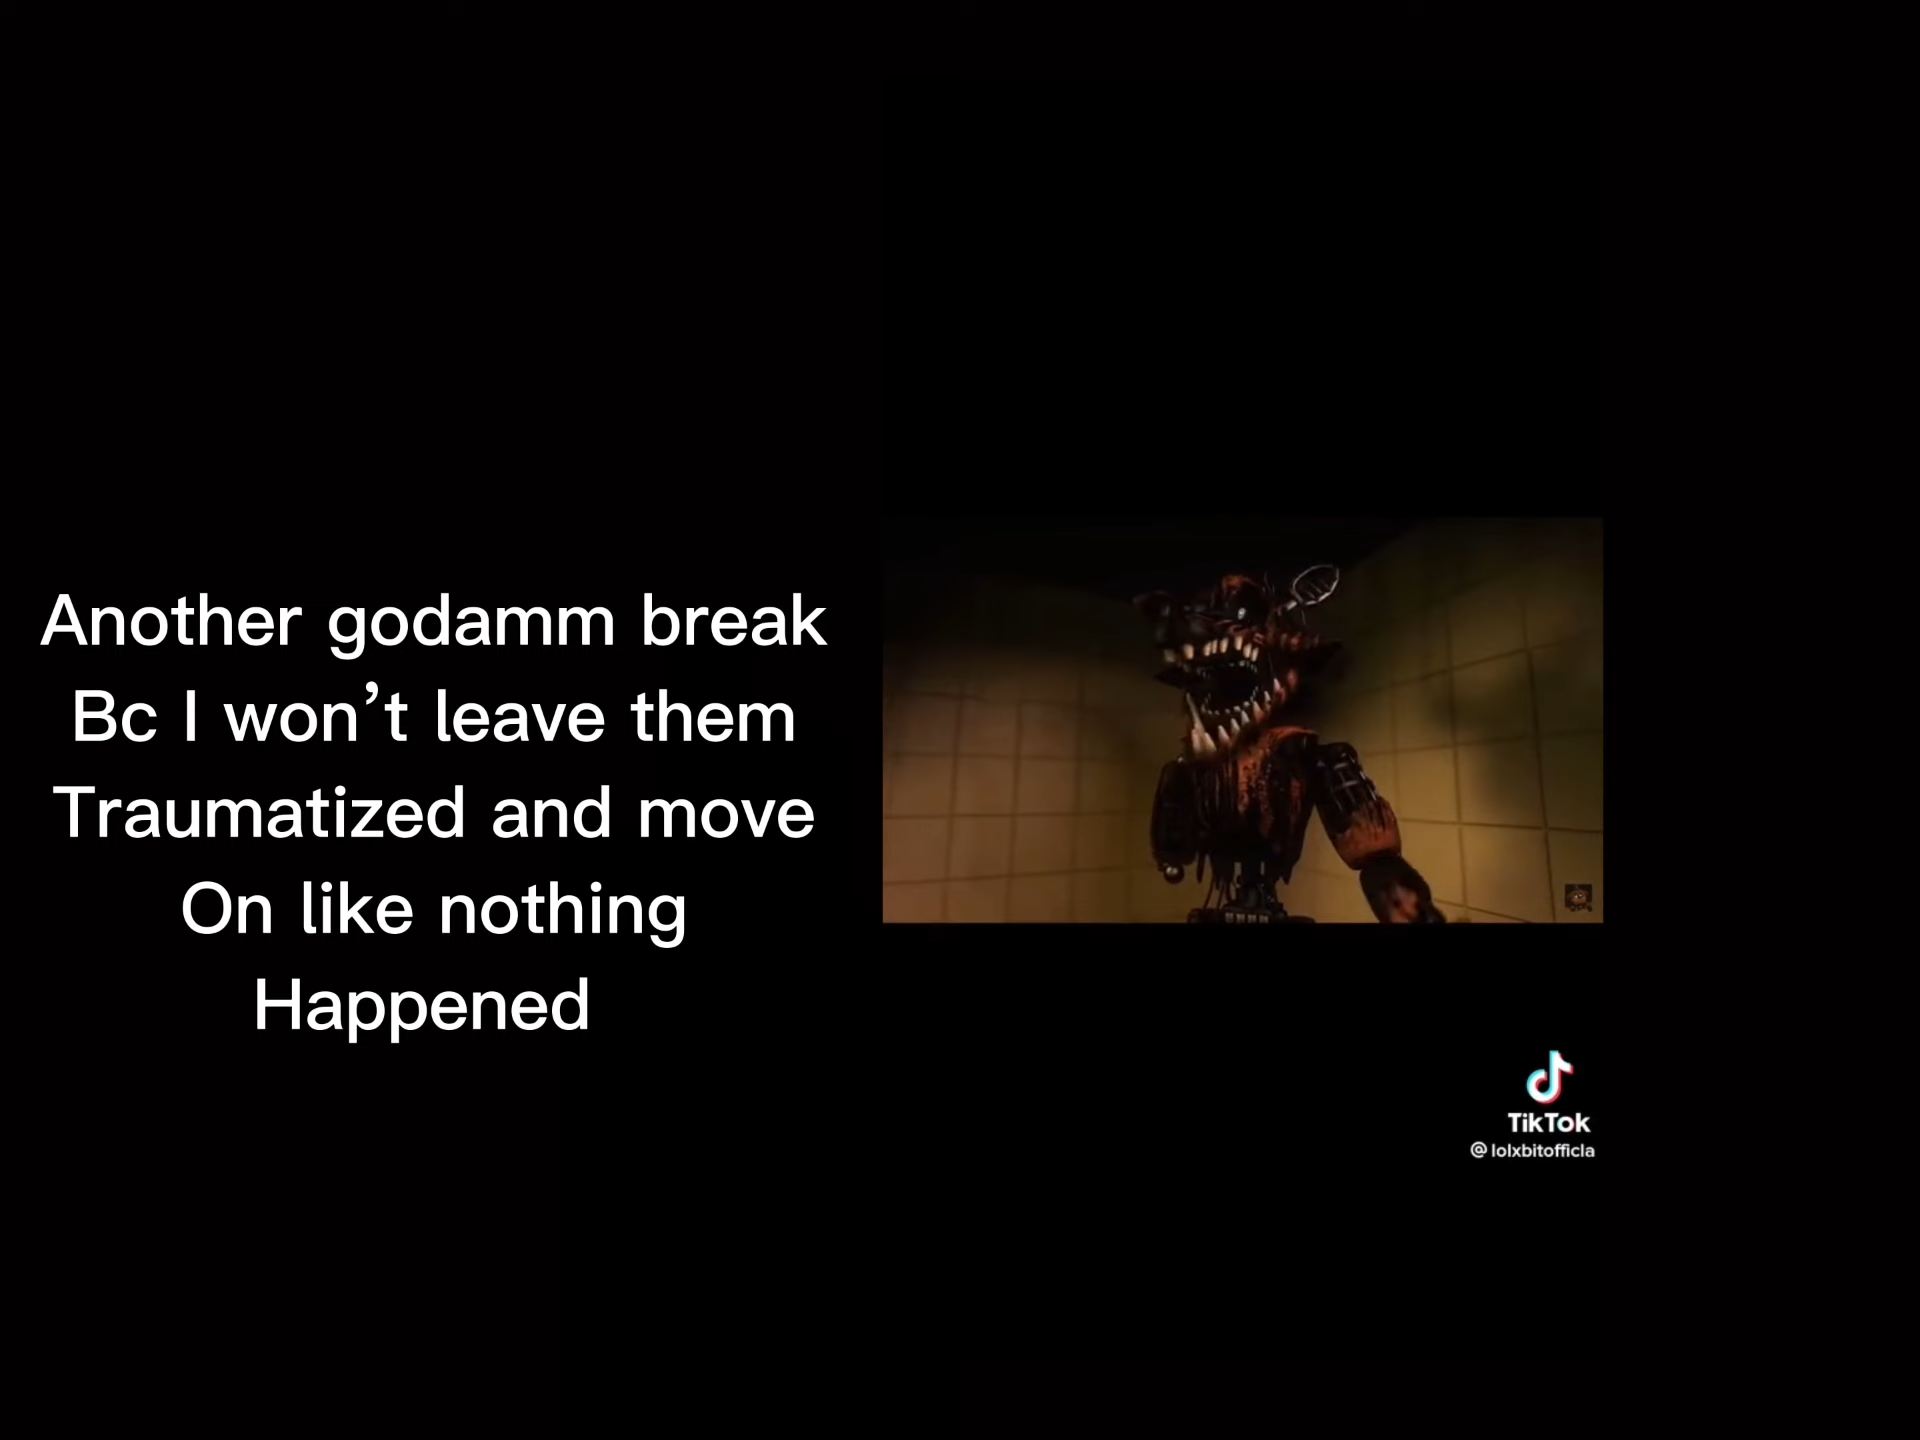 Another godamm break
Bc I won’t leave them
Traumatized and move
On like nothing
Happened
TikTok
@lolxbitofficla